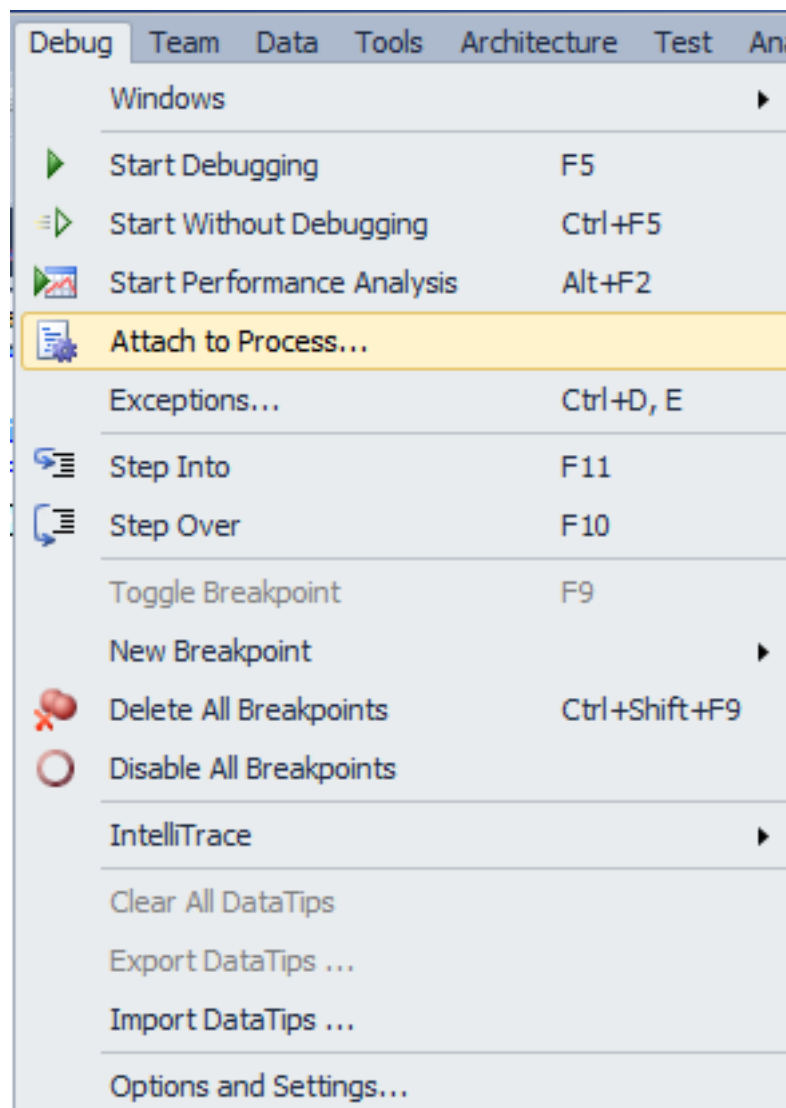 Debug Team Data Tools Architecture Test
Windows
Start Debugging F5
Start Without Debugging Ctrl+F5
Start Performance Analysis Alt+F2
Attach to Process...
Exceptions... Ctrl+D, E
Step Into F11
Step Over F10
Toggle Breakpoint F9
New Breakpoint
Delete All Breakpoints Ctrl+Shift+F9
Disable All Breakpoints
IntelliTrace
Clear All DataTips
Export DataTips ...
Import DataTips ...
Options and Settings...